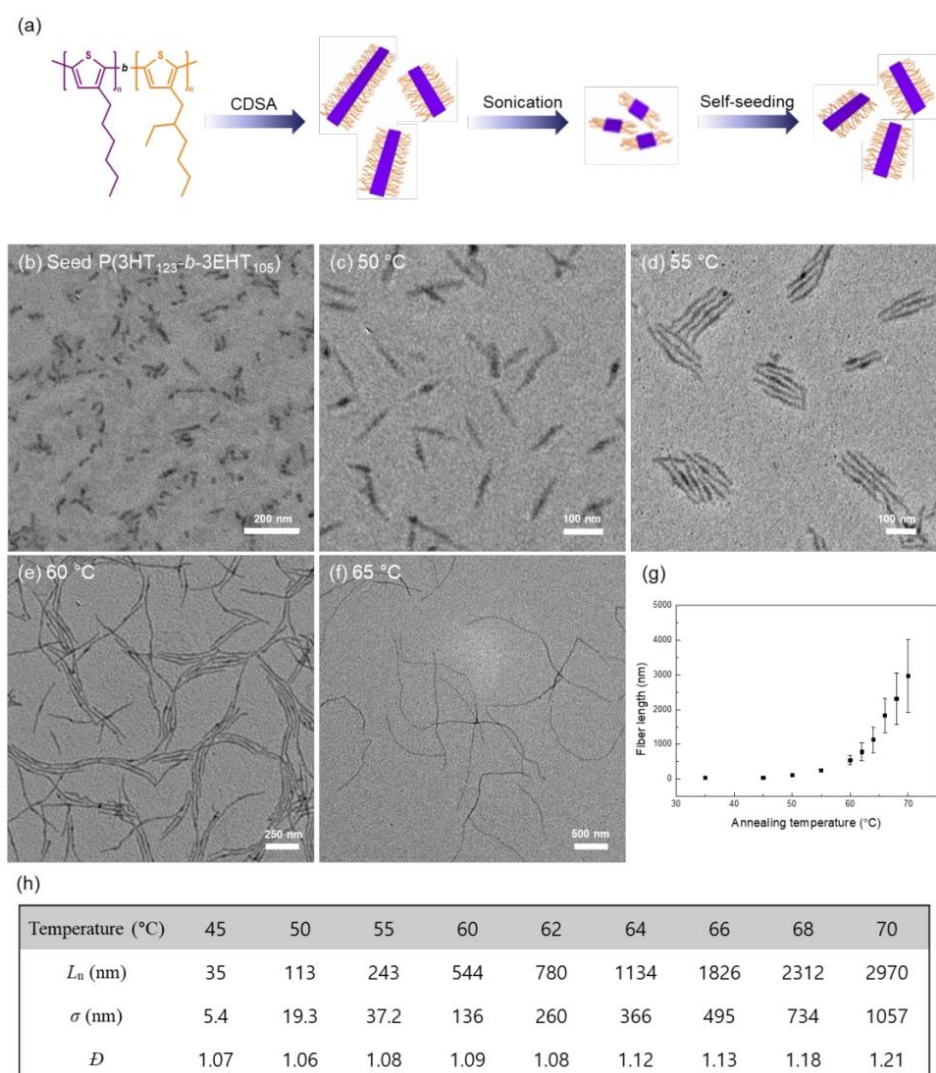 (a)
S
S
n
b
n
CDSA
Sonication
Self-seeding
(b) Seed P(3HT₁₂₃-b-3EHT₁₀₅)
(c) 50 °C
(d) 55 °C
200 nm
100 nm
100 nm
(e) 60 °C
(f) 65 °C
(g)
250 nm
500 nm
Fiber length (nm)
5000
4000
3000
2000
1000
0
30 40 50 60 70
Annealing temperature (°C)
(h)
Temperature (°C) 45 50 55 60 62 64 66 68 70
Lₙ (nm) 35 113 243 544 780 1134 1826 2312 2970
σ (nm) 5.4 19.3 37.2 136 260 366 495 734 1057
Đ 1.07 1.06 1.08 1.09 1.08 1.12 1.13 1.18 1.21